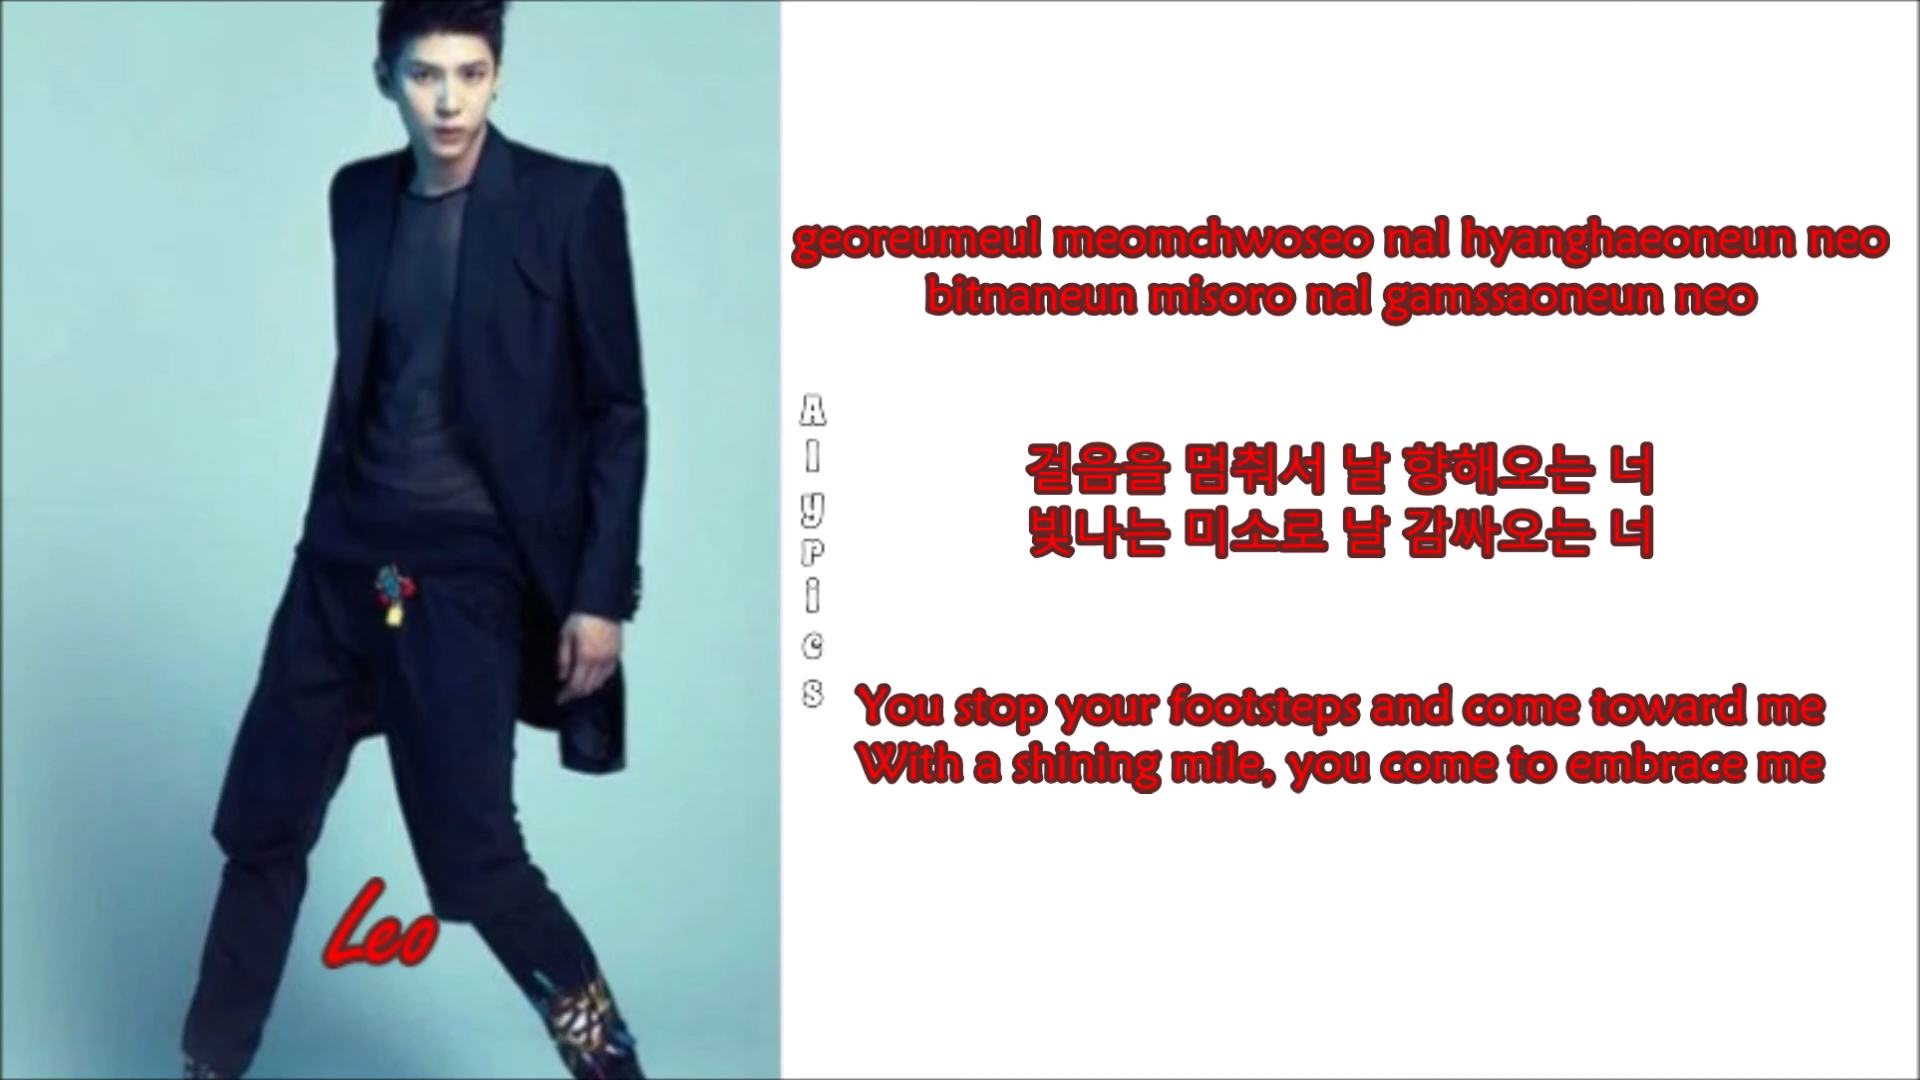 georeumeul meomchwoseo nal hyanghaeoneun neo
bitnaneun misoro nal gamssaoneun neo
걸음을 멈춰서 날 향해오는 너
빛나는 미소로 날 감싸오는 너
You stop your footsteps and come toward me
With a shining mile, you come to embrace me
Alypics
Leo